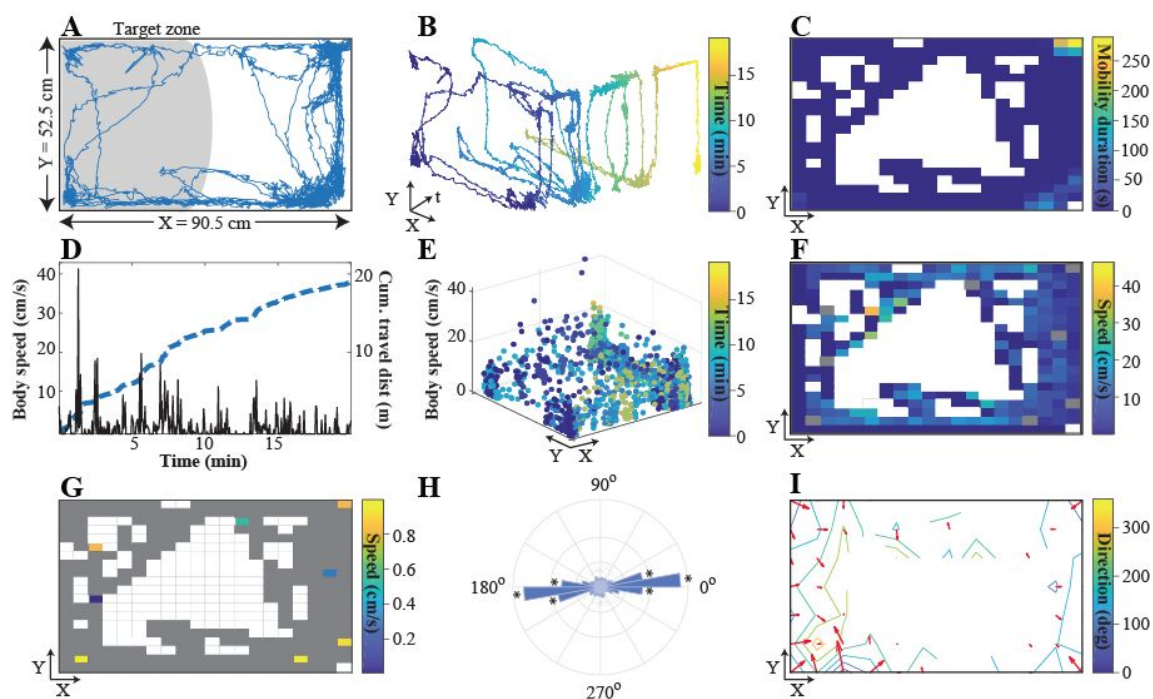 A
Target zone
Y = 52.5 cm
X = 90.5 cm
B
Y
t
X
Time (min)
15
10
5
0
C
Y
X
Mobility duration (s)
250
200
150
100
50
0
D
Body speed (cm/s)
40
30
20
10
5
10
15
Time (min)
20
10
Cum. travel dist (m)
E
Body speed (cm/s)
40
20
0
Y
X
Time (min)
15
10
5
0
F
Y
X
Speed (cm/s)
40
30
20
10
G
Y
X
Speed (cm/s)
0.8
0.6
0.4
0.2
H
90°
180°
0°
270°
* * * *
* * * *
I
Y
X
Direction (deg)
300
200
100
0